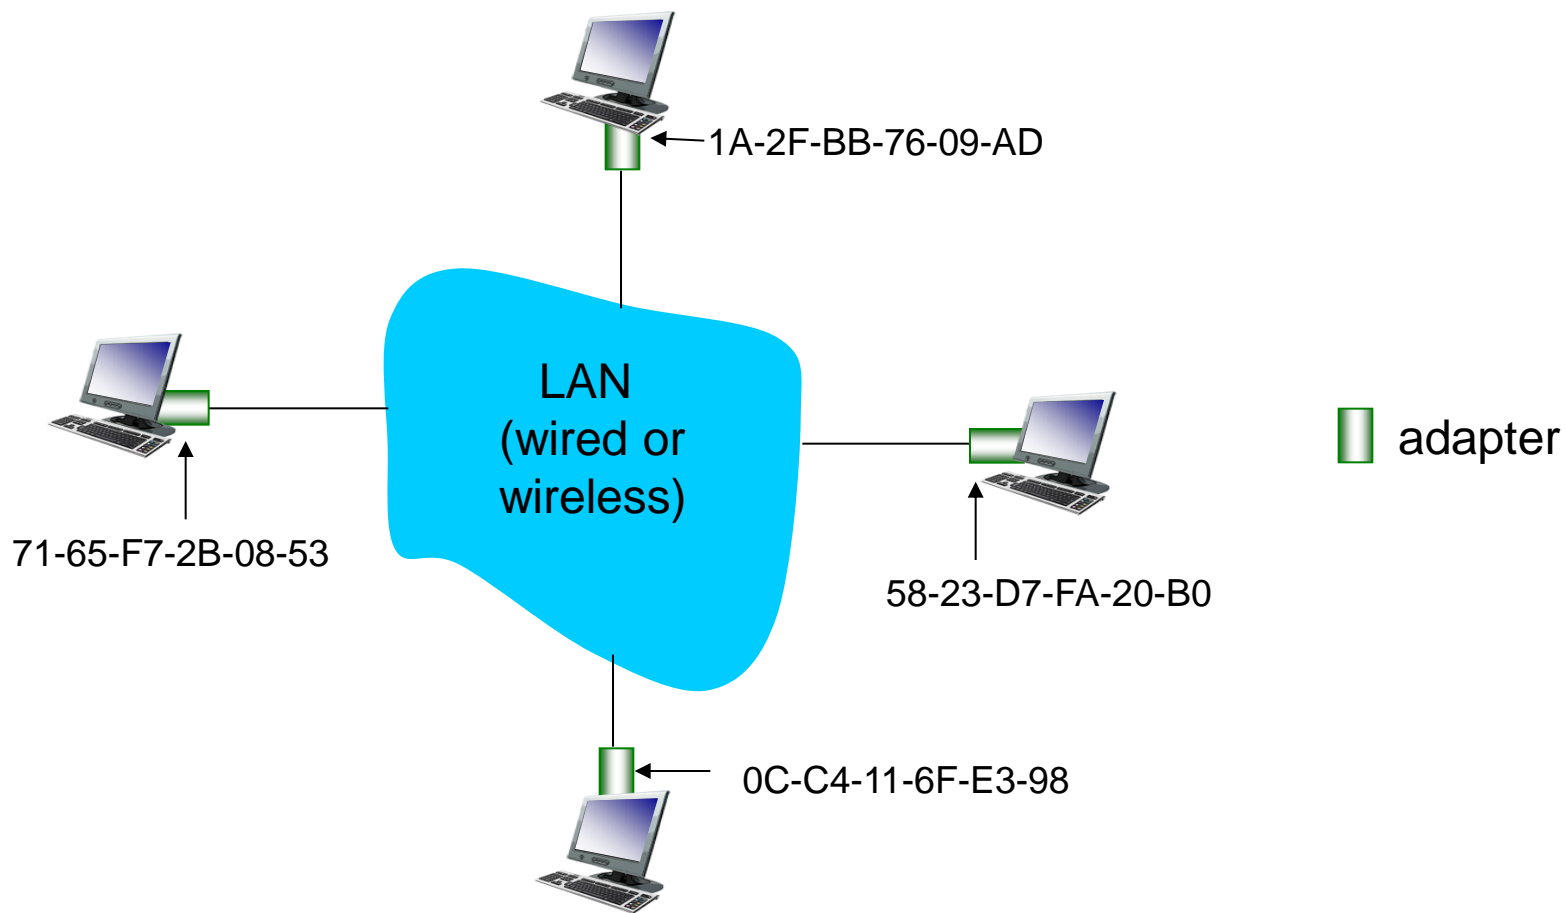 1A-2F-BB-76-09-AD
LAN
(wired or
wireless)
adapter
71-65-F7-2B-08-53
58-23-D7-FA-20-B0
0C-C4-11-6F-E3-98